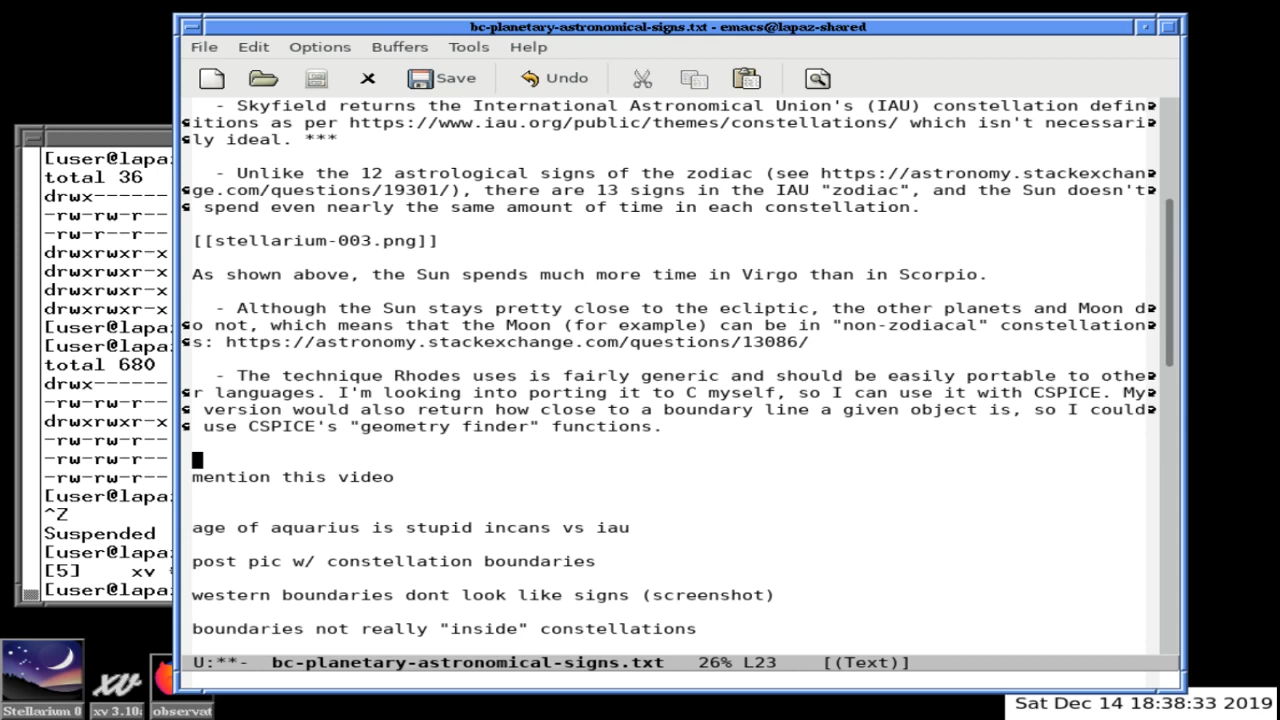 bc-planetary-astronomical-signs.txt - emacs@lapaz-shared
File Edit Options Buffers Tools Help
Save Undo
- Skyfield returns the International Astronomical Union's (IAU) constellation defin
itions as per https://www.iau.org/public/themes/constellations/ which isn't necessari
ly ideal. ***
- Unlike the 12 astrological signs of the zodiac (see https://astronomy.stackexchan
ge.com/questions/19301/), there are 13 signs in the IAU "zodiac", and the Sun doesn't
spend even nearly the same amount of time in each constellation.
[[stellarium-003.png]]
As shown above, the Sun spends much more time in Virgo than in Scorpio.
- Although the Sun stays pretty close to the ecliptic, the other planets and Moon d
o not, which means that the Moon (for example) can be in "non-zodiacal" constellation
s: https://astronomy.stackexchange.com/questions/13086/
- The technique Rhodes uses is fairly generic and should be easily portable to othe
r languages. I'm looking into porting it to C myself, so I can use it with CSPICE. My
version would also return how close to a boundary line a given object is, so I could
use CSPICE's "geometry finder" functions.
mention this video
age of aquarius is stupid incans vs iau
post pic w/ constellation boundaries
western boundaries dont look like signs (screenshot)
boundaries not really "inside" constellations
U:**- bc-planetary-astronomical-signs.txt 26% L23 [(Text)]
[user@lapaz
total 36
drwx------
-rw-rw-r--
-rw-r--r--
drwxrwxr-x
drwxrwxr-x
drwxrwxr-x
drwxrwxr-x
[user@lapaz
[user@lapaz
total 680
drwx------
-rw-rw-r--
drwxrwxr-x
-rw-rw-r--
-rw-rw-r--
-rw-rw-r--
[user@lapaz
^Z
Suspended
[user@lapaz
[5] xv
[user@lapaz
xv
Stellarium 0 xv 3.10a observat
Sat Dec 14 18:38:33 2019